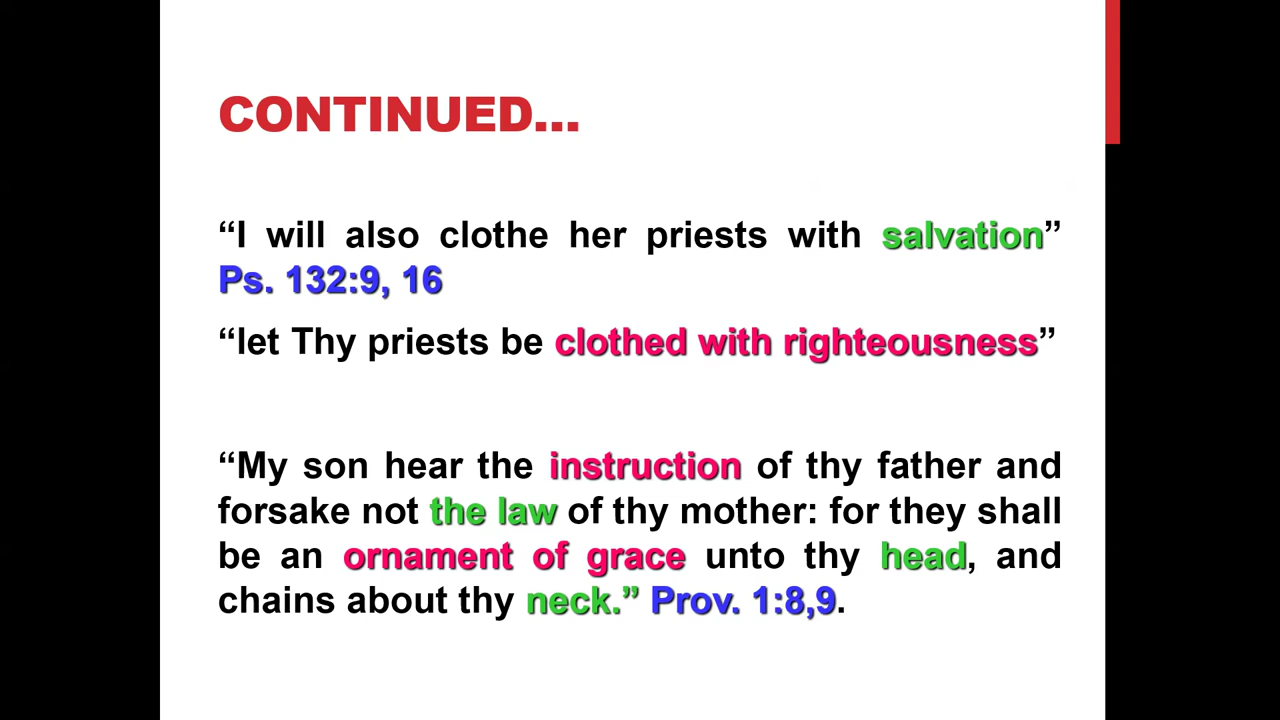 CONTINUED...
“I will also clothe her priests with salvation”
Ps. 132:9, 16
“let Thy priests be clothed with righteousness”
“My son hear the instruction of thy father and
forsake not the law of thy mother: for they shall
be an ornament of grace unto thy head, and
chains about thy neck.” Prov. 1:8,9.